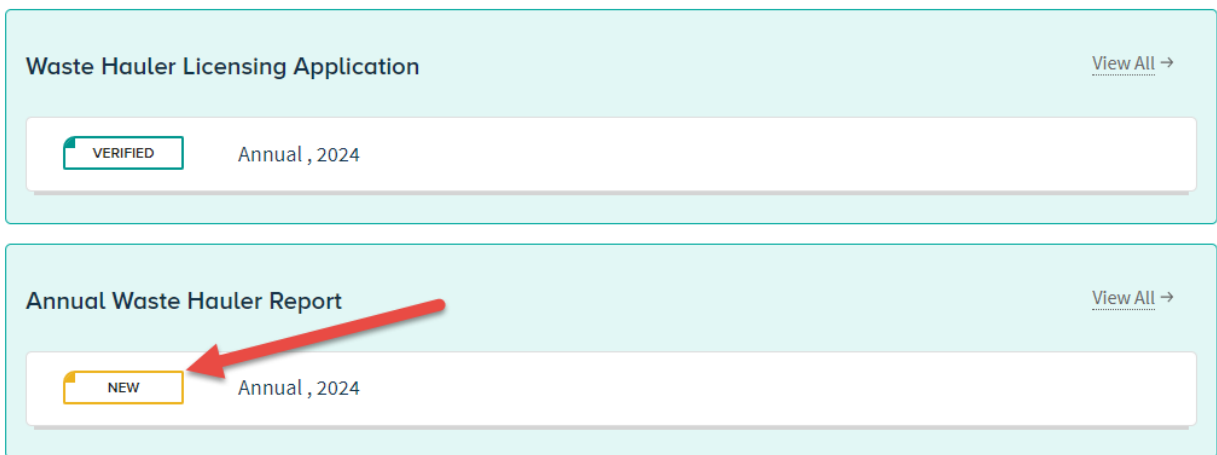 Waste Hauler Licensing Application
View All →
VERIFIED
Annual , 2024
Annual Waste Hauler Report
View All →
NEW
Annual , 2024